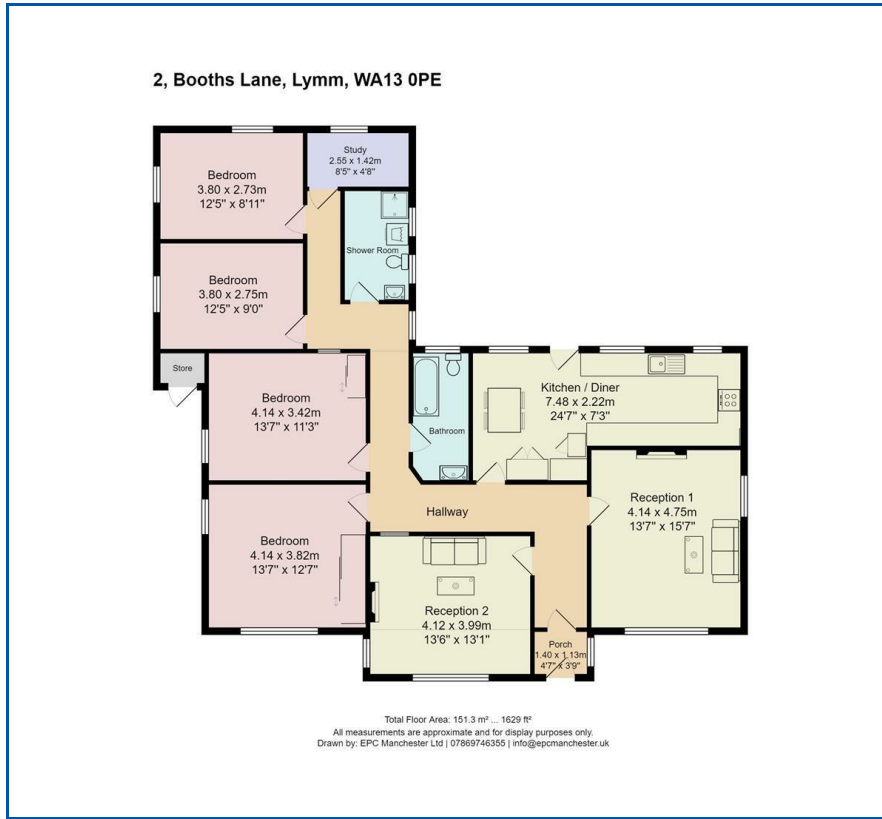 2, Booths Lane, Lymm, WA13 0PE
Study
2.55 x 1.42m
8'5" x 4'8"
Bedroom
3.80 x 2.73m
12'5" x 8'11"
Shower Room
Bedroom
3.80 x 2.75m
12'5" x 9'0"
Store
Bedroom
4.14 x 3.42m
13'7" x 11'3"
Bathroom
Kitchen / Diner
7.48 x 2.22m
24'7" x 7'3"
Hallway
Reception 1
4.14 x 4.75m
13'7" x 15'7"
Bedroom
4.14 x 3.82m
13'7" x 12'7"
Reception 2
4.12 x 3.99m
13'6" x 13'1"
Porch
1.40 x 1.13m
4'7" x 3'9"
Total Floor Area: 151.3 m² ... 1629 ft²
All measurements are approximate and for display purposes only.
Drawn by: EPC Manchester Ltd | 07869746355 | info@epcmanchester.uk